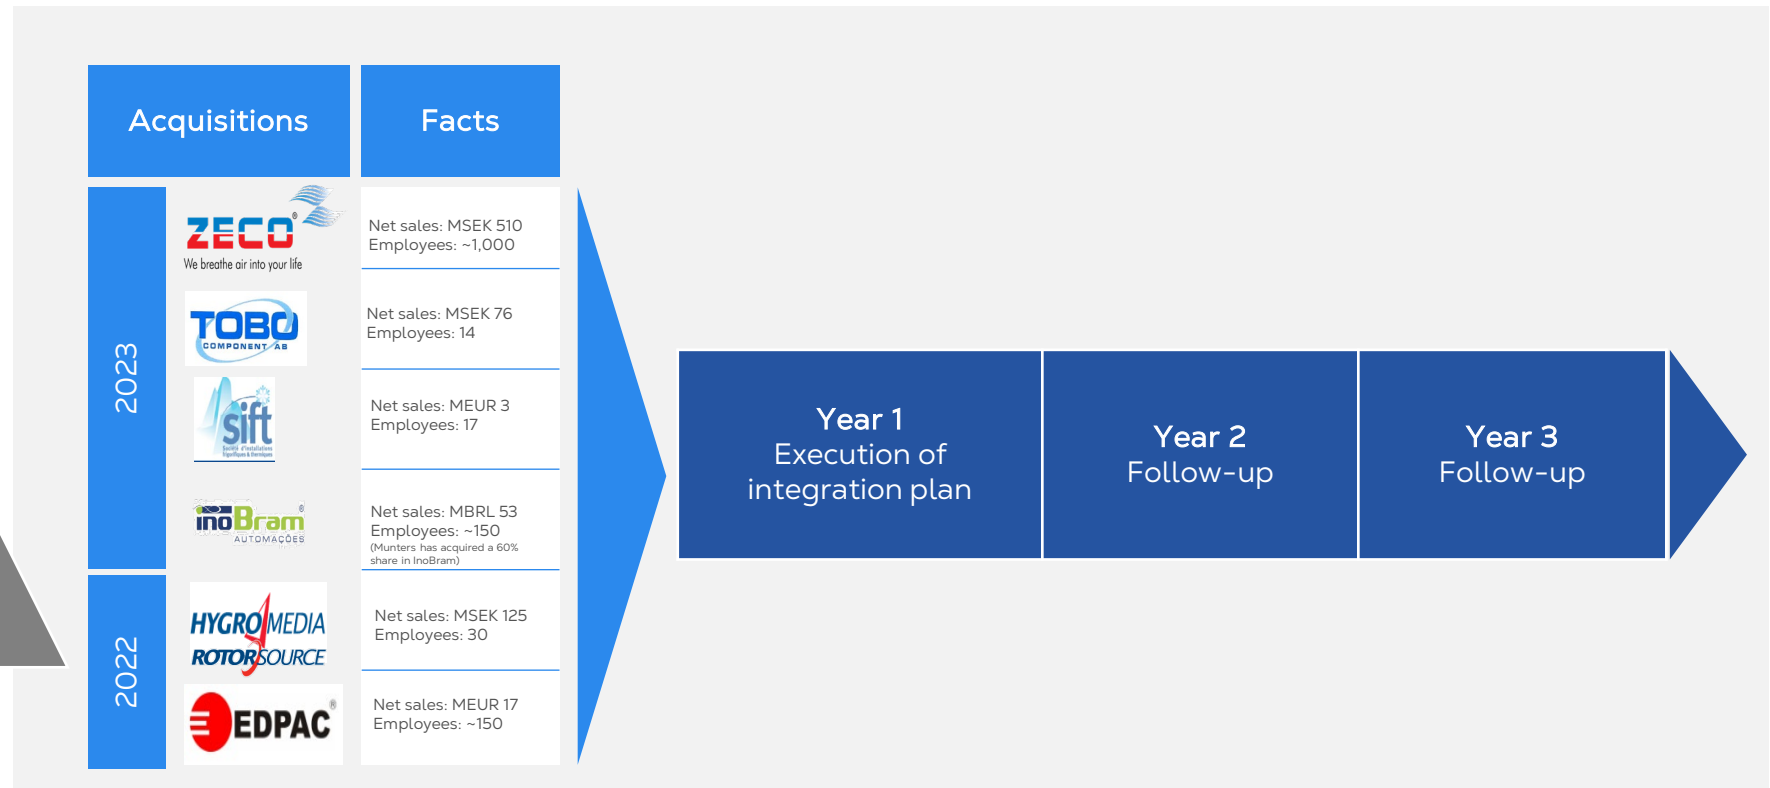 Acquisitions
Facts
2023
ZECO®
We breathe air into your life
Net sales: MSEK 510
Employees: ~1,000
TOBO
COMPONENT AB
Net sales: MSEK 76
Employees: 14
sift
Société d'installations
frigorifiques & thermiques
Net sales: MEUR 3
Employees: 17
inoBram®
AUTOMAÇÕES
Net sales: MBRL 53
Employees: ~150
(Munters has acquired a 60%
share in InoBram)
2022
HYGROMEDIA
ROTORSOURCE
Net sales: MSEK 125
Employees: 30
EDPAC®
Net sales: MEUR 17
Employees: ~150
Year 1
Execution of
integration plan
Year 2
Follow-up
Year 3
Follow-up